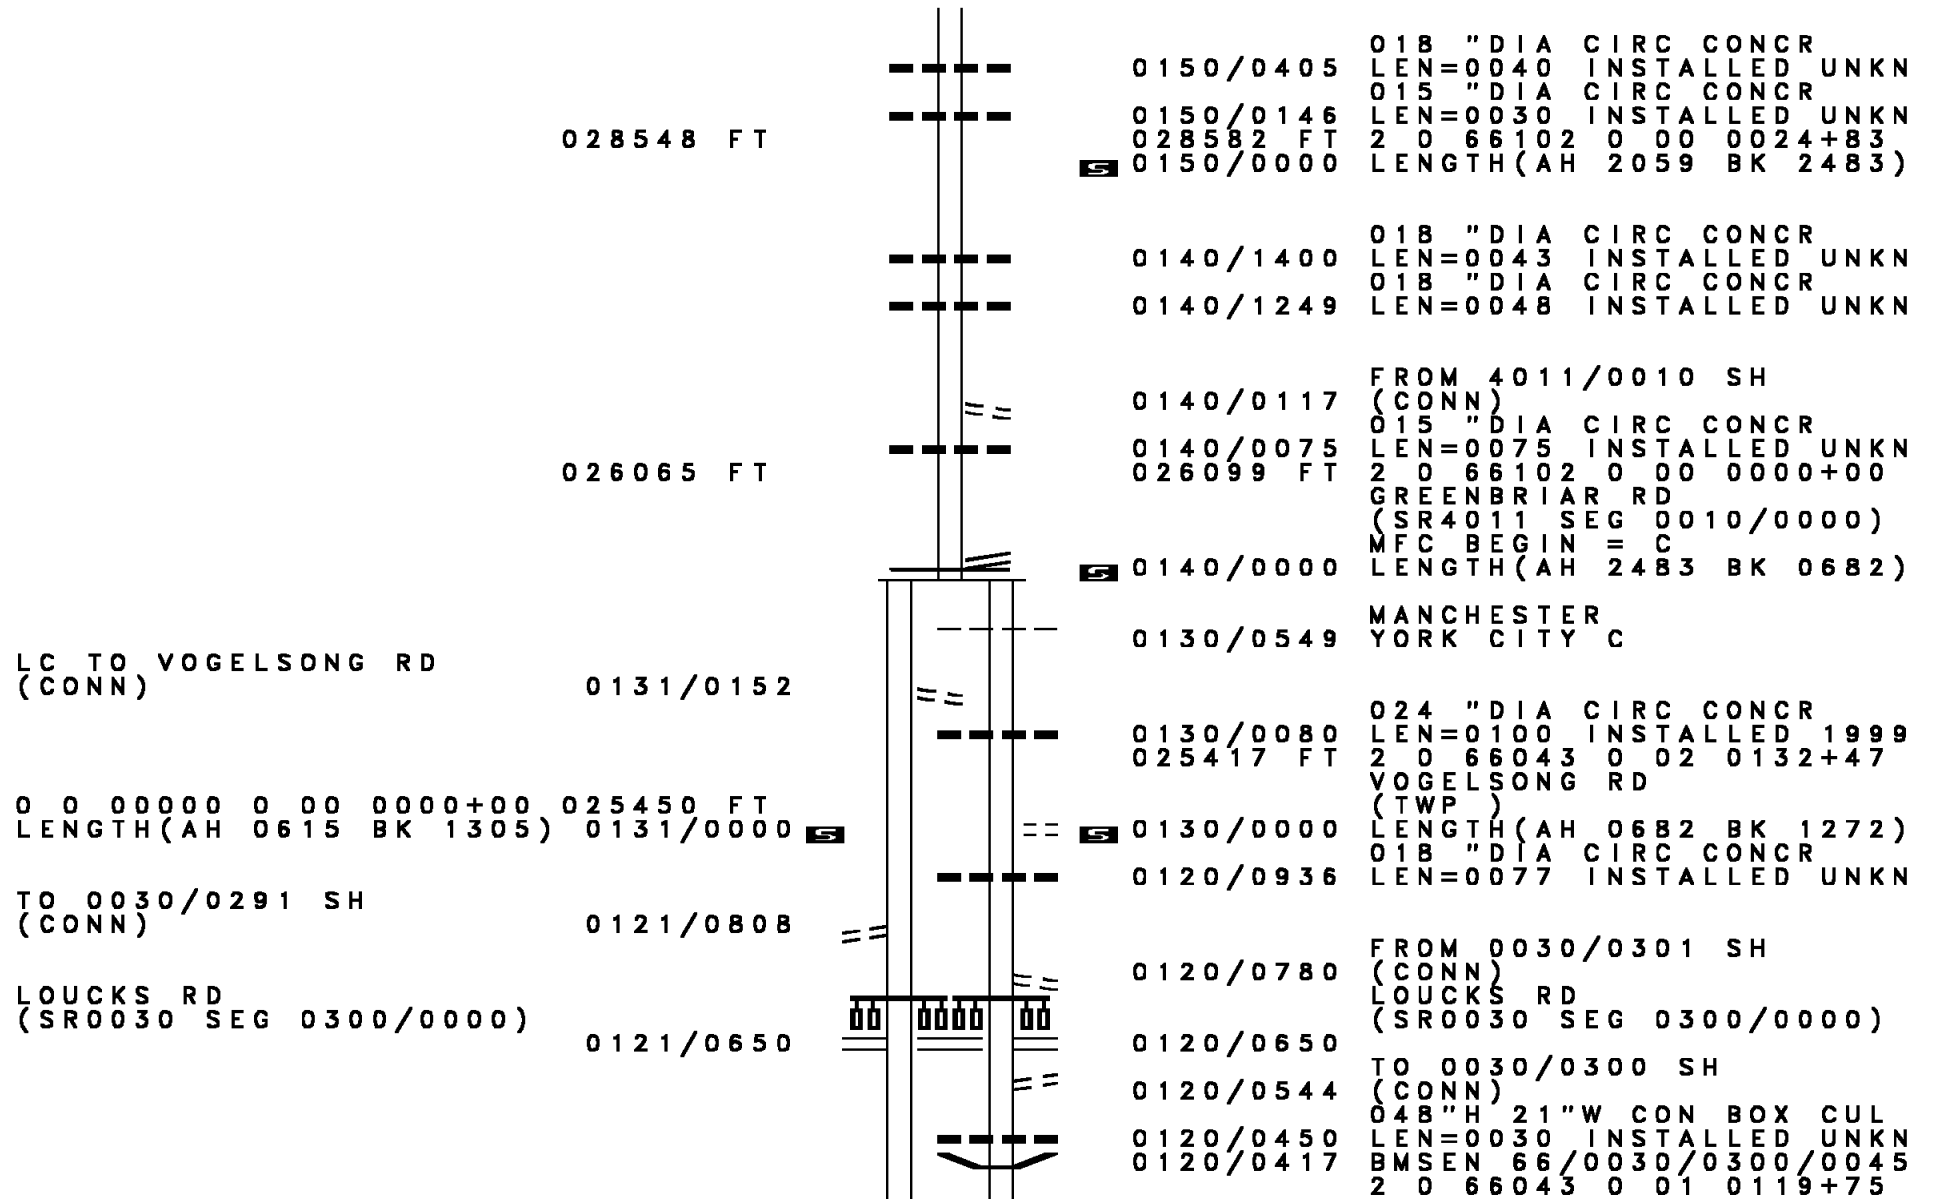 018 "DIA CIRC CONCR
0150/0405 LEN=0040 INSTALLED UNKN
015 "DIA CIRC CONCR
0150/0146 LEN=0030 INSTALLED UNKN
028548 FT 028582 FT 2 0 66102 0 00 0024+83
S 0150/0000 LENGTH(AH 2059 BK 2483)
018 "DIA CIRC CONCR
0140/1400 LEN=0043 INSTALLED UNKN
018 "DIA CIRC CONCR
0140/1249 LEN=0048 INSTALLED UNKN
FROM 4011/0010 SH
0140/0117 (CONN)
015 "DIA CIRC CONCR
0140/0075 LEN=0075 INSTALLED UNKN
026065 FT 026099 FT 2 0 66102 0 00 0000+00
GREENBRIAR RD
(SR4011 SEG 0010/0000)
MFC BEGIN = C
S 0140/0000 LENGTH(AH 2483 BK 0682)
MANCHESTER
0130/0549 YORK CITY C
LC TO VOGELSONG RD
(CONN) 0131/0152
024 "DIA CIRC CONCR
0130/0080 LEN=0100 INSTALLED 1999
025417 FT 2 0 66043 0 02 0132+47
VOGELSONG RD
0 0 00000 0 00 0000+00 025450 FT (TWP )
LENGTH(AH 0615 BK 1305) 0131/0000 S S 0130/0000 LENGTH(AH 0682 BK 1272)
018 "DIA CIRC CONCR
0120/0936 LEN=0077 INSTALLED UNKN
TO 0030/0291 SH
(CONN) 0121/0808
FROM 0030/0301 SH
0120/0780 (CONN)
LOUCKS RD LOUCKS RD
(SR0030 SEG 0300/0000) (SR0030 SEG 0300/0000)
0121/0650 0120/0650
TO 0030/0300 SH
0120/0544 (CONN)
048"H 21"W CON BOX CUL
0120/0450 LEN=0030 INSTALLED UNKN
0120/0417 BMSEN 66/0030/0300/0045
2 0 66043 0 01 0119+75